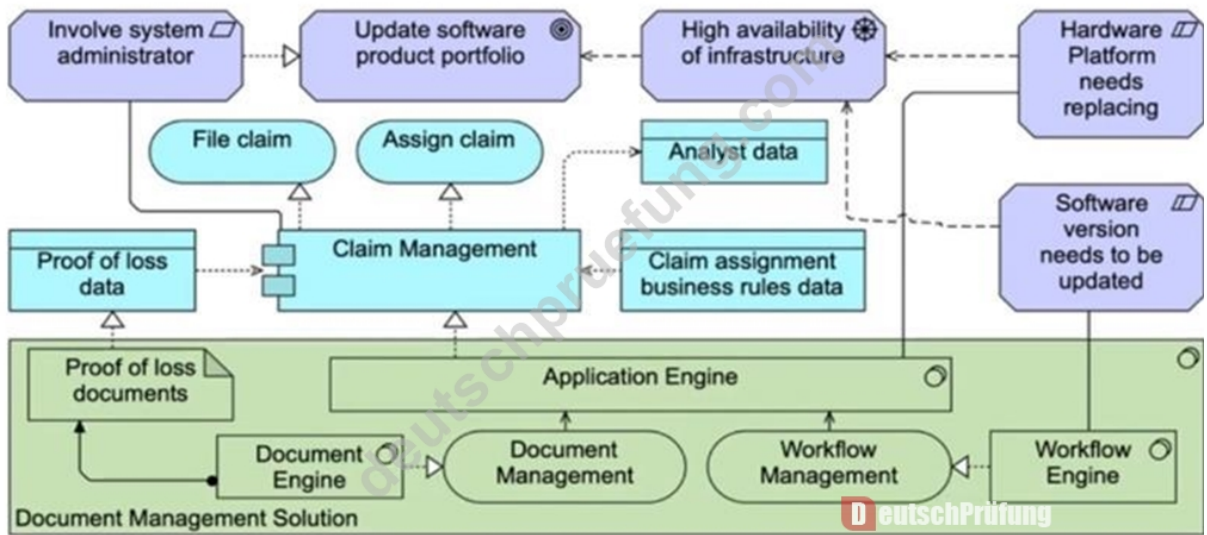 Involve system
administrator
Update software
product portfolio
High availability
of infrastructure
Hardware
Platform
needs
replacing
File claim
Assign claim
Analyst data
Software
version
needs to be
updated
Proof of loss
data
Claim Management
Claim assignment
business rules data
Proof of loss
documents
Application Engine
Document
Engine
Document
Management
Workflow
Management
Workflow
Engine
Document Management Solution
deutschpruefung.com
DeutschPrüfung